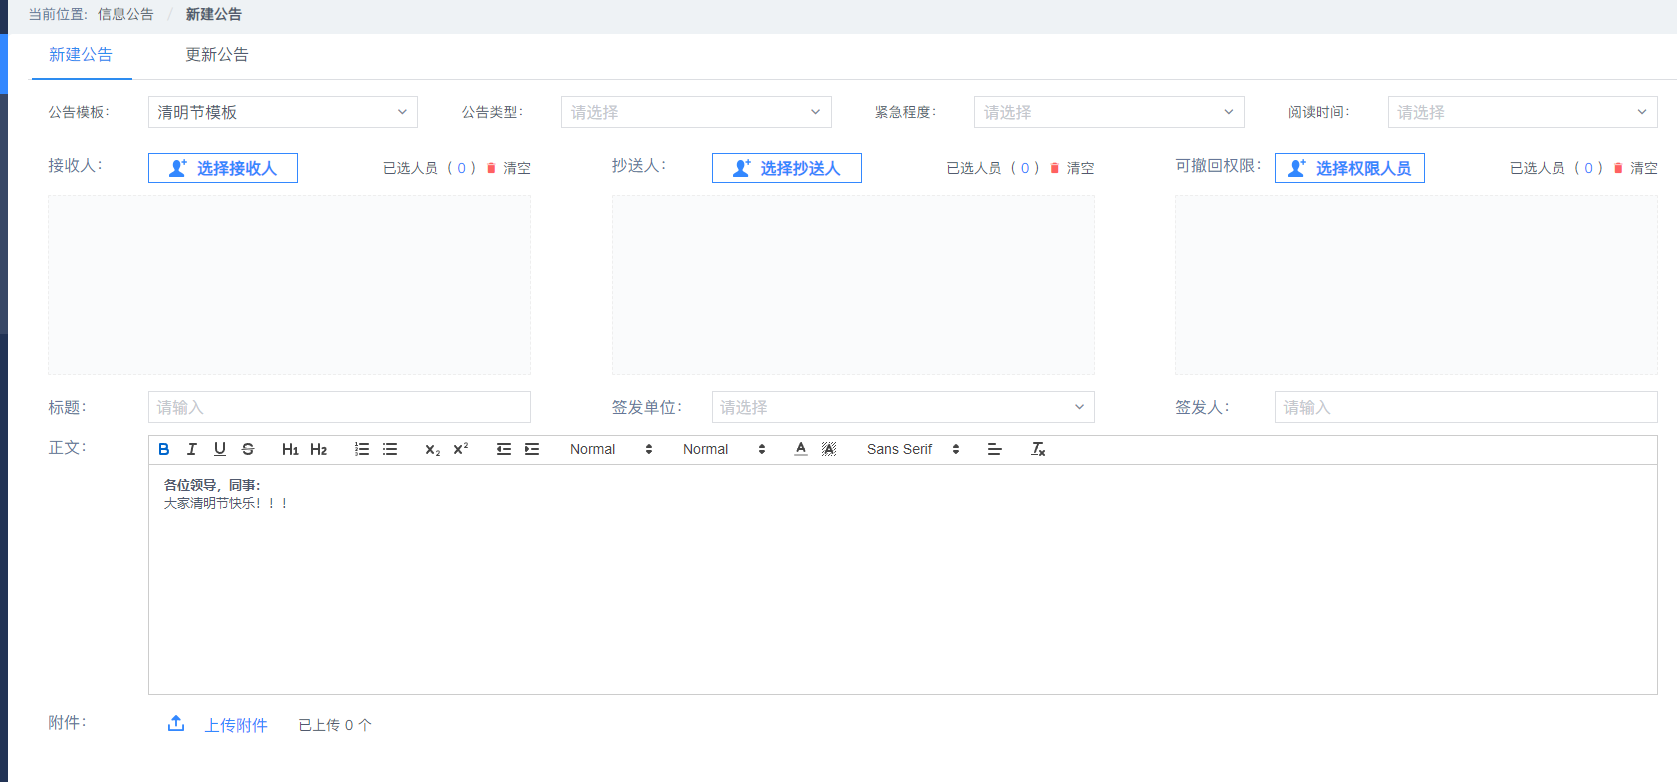 当前位置: 信息公告 / 新建公告
新建公告 更新公告
公告模板: 清明节模板 公告类型: 请选择 紧急程度: 请选择 阅读时间: 请选择
接收人: 选择接收人 已选人员 ( 0 ) 清空 抄送人: 选择抄送人 已选人员 ( 0 ) 清空 可撤回权限: 选择权限人员 已选人员 ( 0 ) 清空
标题: 请输入 签发单位: 请选择 签发人: 请输入
正文: B I U S H1 H2 x2 x2 Normal Normal A A Sans Serif Tx
各位领导，同事:
大家清明节快乐！！！
附件: 上传附件 已上传 0 个